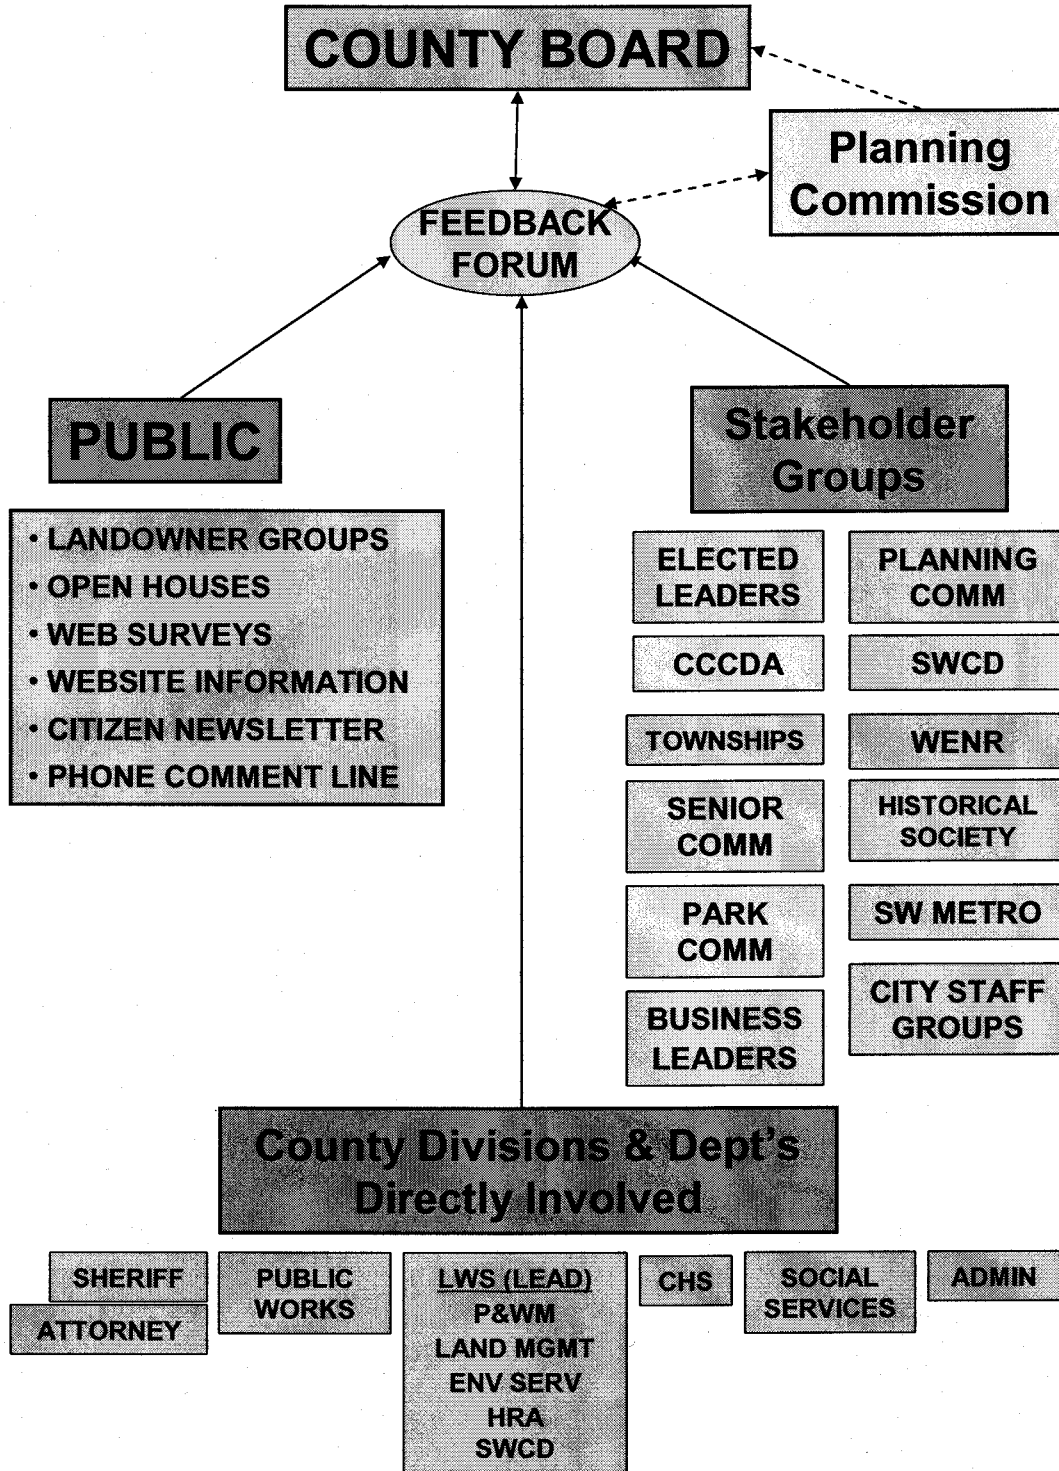 COUNTY BOARD
Planning
Commission
FEEDBACK
FORUM
PUBLIC
• LANDOWNER GROUPS
• OPEN HOUSES
• WEB SURVEYS
• WEBSITE INFORMATION
• CITIZEN NEWSLETTER
• PHONE COMMENT LINE
Stakeholder
Groups
ELECTED
LEADERS
PLANNING
COMM
CCCDA
SWCD
TOWNSHIPS
WENR
SENIOR
COMM
HISTORICAL
SOCIETY
PARK
COMM
SW METRO
BUSINESS
LEADERS
CITY STAFF
GROUPS
County Divisions & Dept's
Directly Involved
SHERIFF
ATTORNEY
PUBLIC
WORKS
LWS (LEAD)
P&WM
LAND MGMT
ENV SERV
HRA
SWCD
CHS
SOCIAL
SERVICES
ADMIN